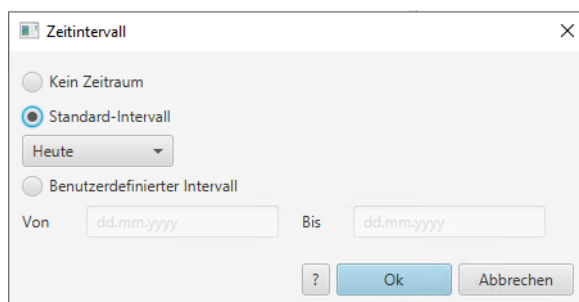 Zeitintervall
Kein Zeitraum
Standard-Intervall
Heute
Benutzerdefinierter Intervall
Von dd.mm.yyyy Bis dd.mm.yyyy
? Ok Abbrechen